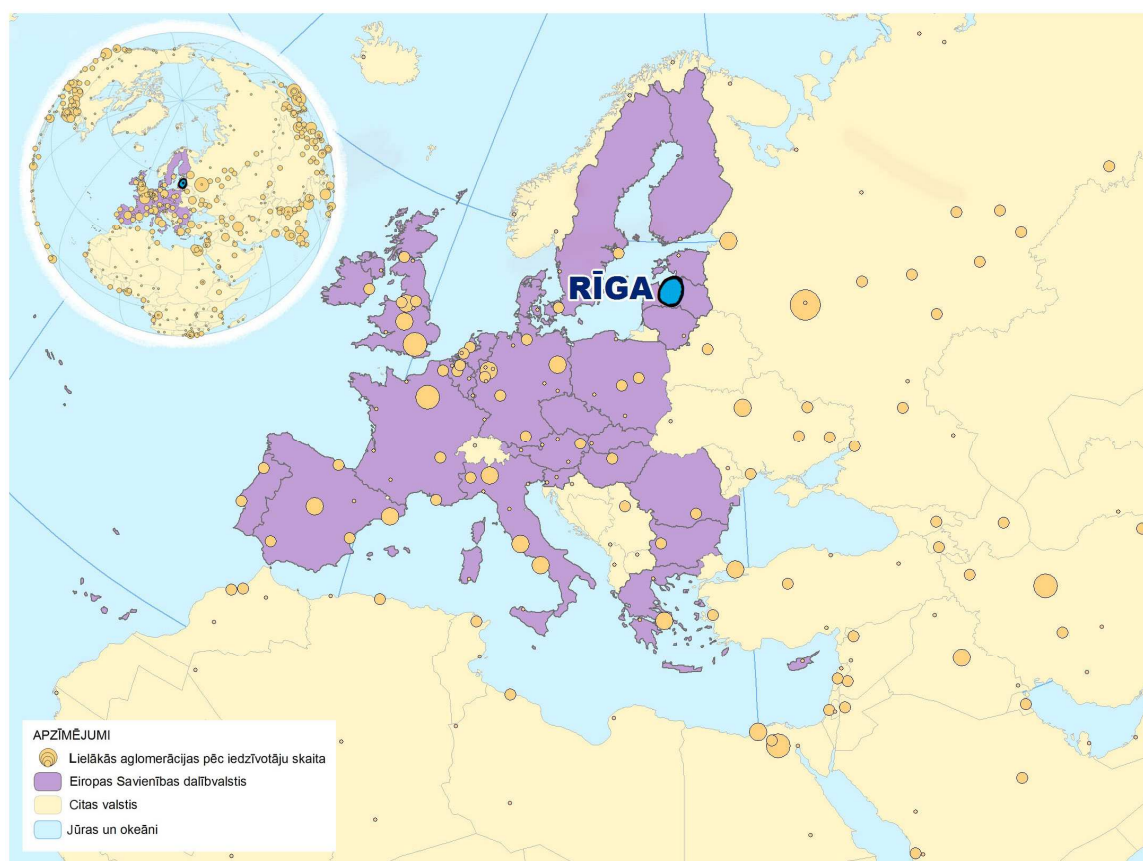 RĪGA
APZĪMĒJUMI
Lielākās aglomerācijas pēc iedzīvotāju skaita
Eiropas Savienības dalībvalstis
Citas valstis
Jūras un okeāni